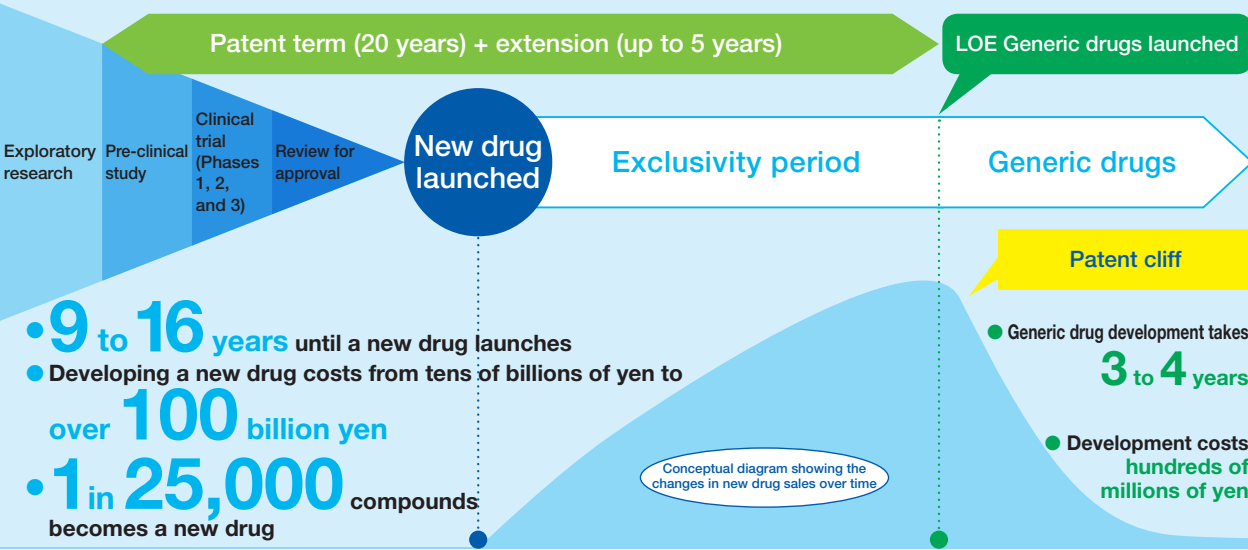 Patent term (20 years) + extension (up to 5 years)
LOE Generic drugs launched
Exploratory
research
Pre-clinical
study
Clinical
trial
(Phases
1, 2,
and 3)
Review for
approval
New drug
launched
Exclusivity period
Generic drugs
Patent cliff
•9 to 16 years until a new drug launches
● Developing a new drug costs from tens of billions of yen to
over 100 billion yen
•1 in 25,000 compounds
becomes a new drug
Conceptual diagram showing the
changes in new drug sales over time
● Generic drug development takes
3 to 4 years
● Development costs
hundreds of
millions of yen